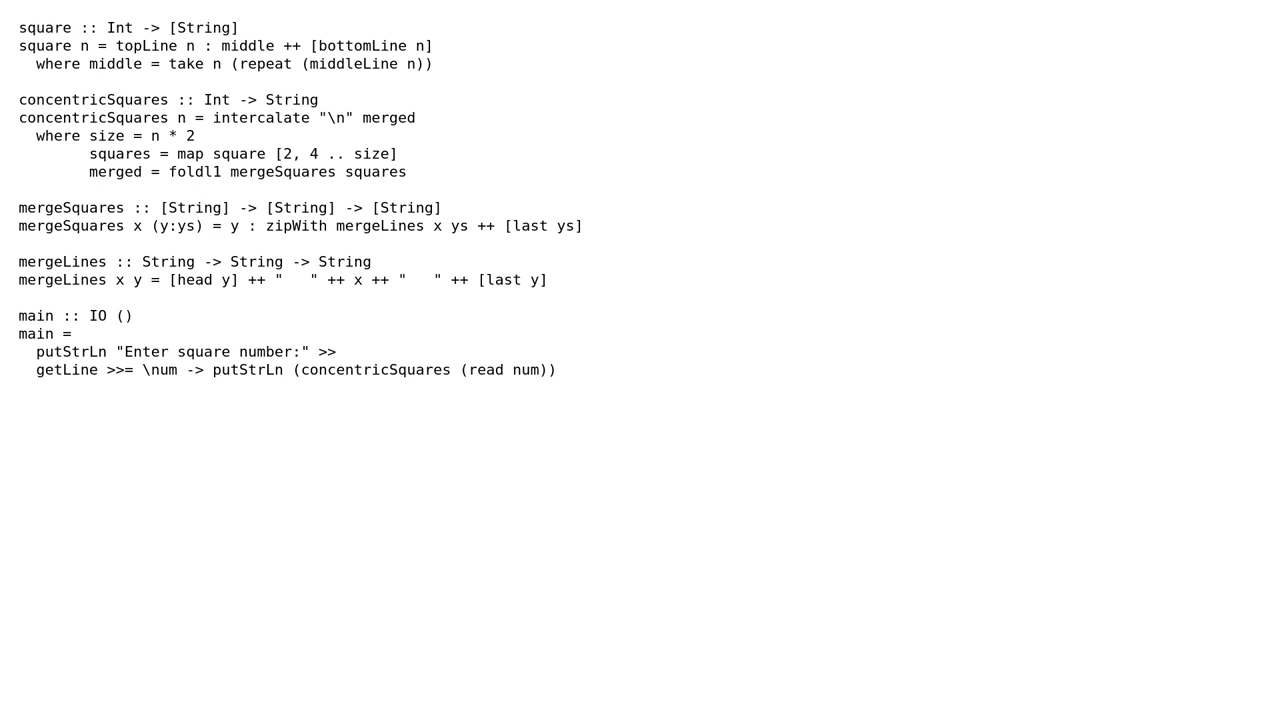 square :: Int -> [String]
square n = topLine n : middle ++ [bottomLine n]
  where middle = take n (repeat (middleLine n))

concentricSquares :: Int -> String
concentricSquares n = intercalate "\n" merged
  where size = n * 2
        squares = map square [2, 4 .. size]
        merged = foldl1 mergeSquares squares

mergeSquares :: [String] -> [String] -> [String]
mergeSquares x (y:ys) = y : zipWith mergeLines x ys ++ [last ys]

mergeLines :: String -> String -> String
mergeLines x y = [head y] ++ "   " ++ x ++ "   " ++ [last y]

main :: IO ()
main =
  putStrLn "Enter square number:" >>
  getLine >>= \num -> putStrLn (concentricSquares (read num))